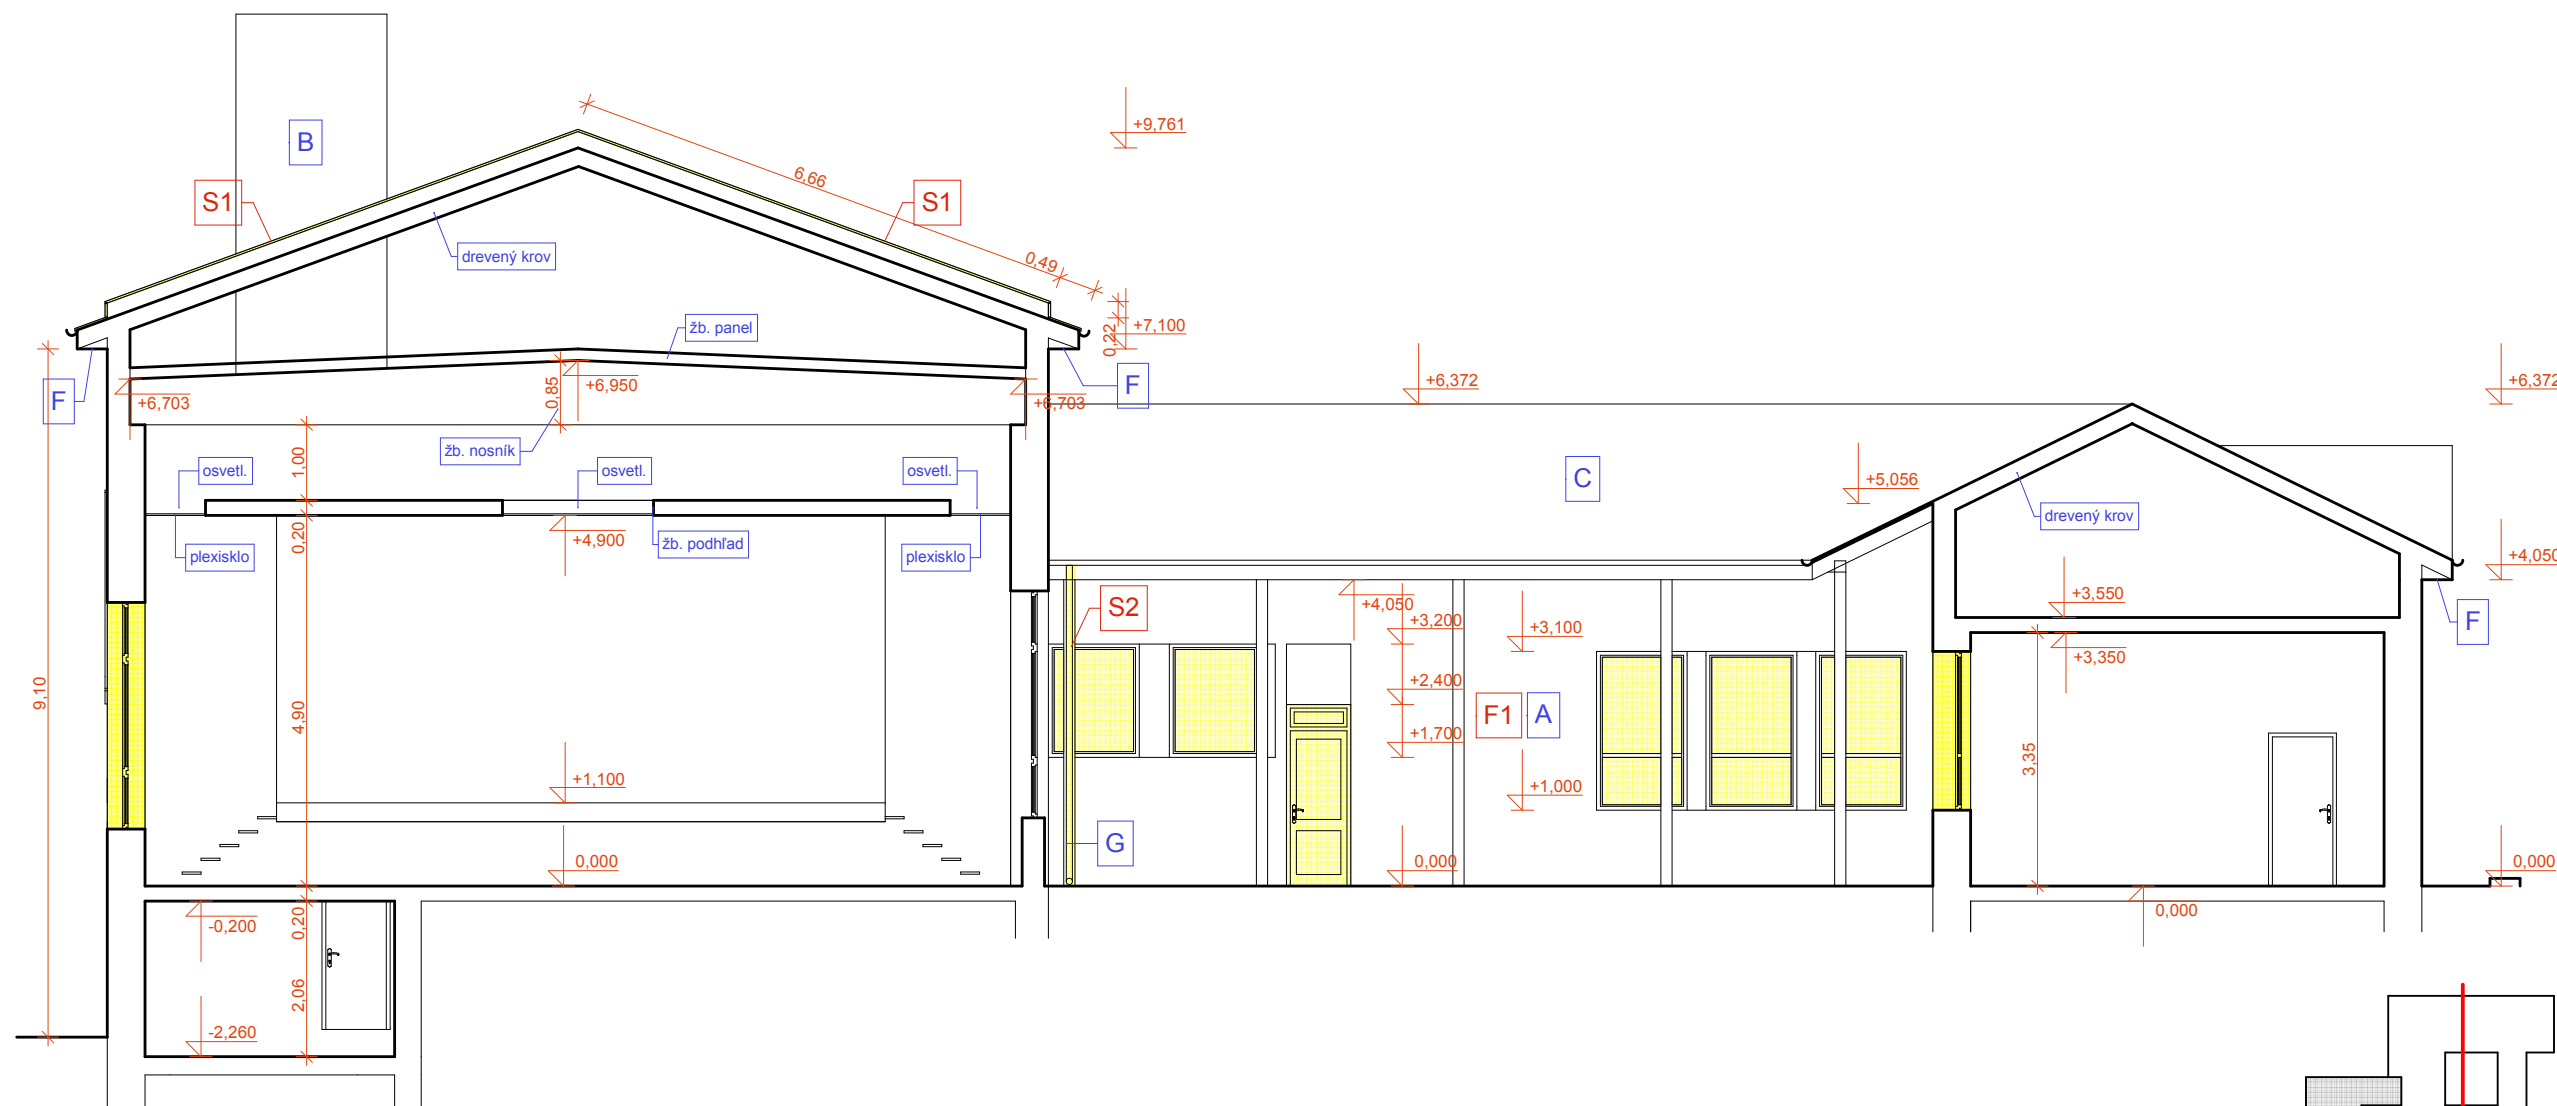 B
+9,761
6,66
S1
S1
drevený krov
0,49
0,22
+7,100
žb. panel
F
+6,703
0,85
+6,950
+6,703
F
+6,372
+6,372
žb. nosník
1,00
osvetl.
osvetl.
osvetl.
C
+5,056
drevený krov
0,20
+4,900
plexisklo
žb. podhľad
plexisklo
+4,050
+4,050
S2
+3,200
+3,100
+3,550
F
+3,350
9,10
4,90
+2,400
F1
A
+1,700
3,35
+1,100
+1,000
G
0,000
0,000
0,000
0,000
-0,200
0,20
2,06
-2,260